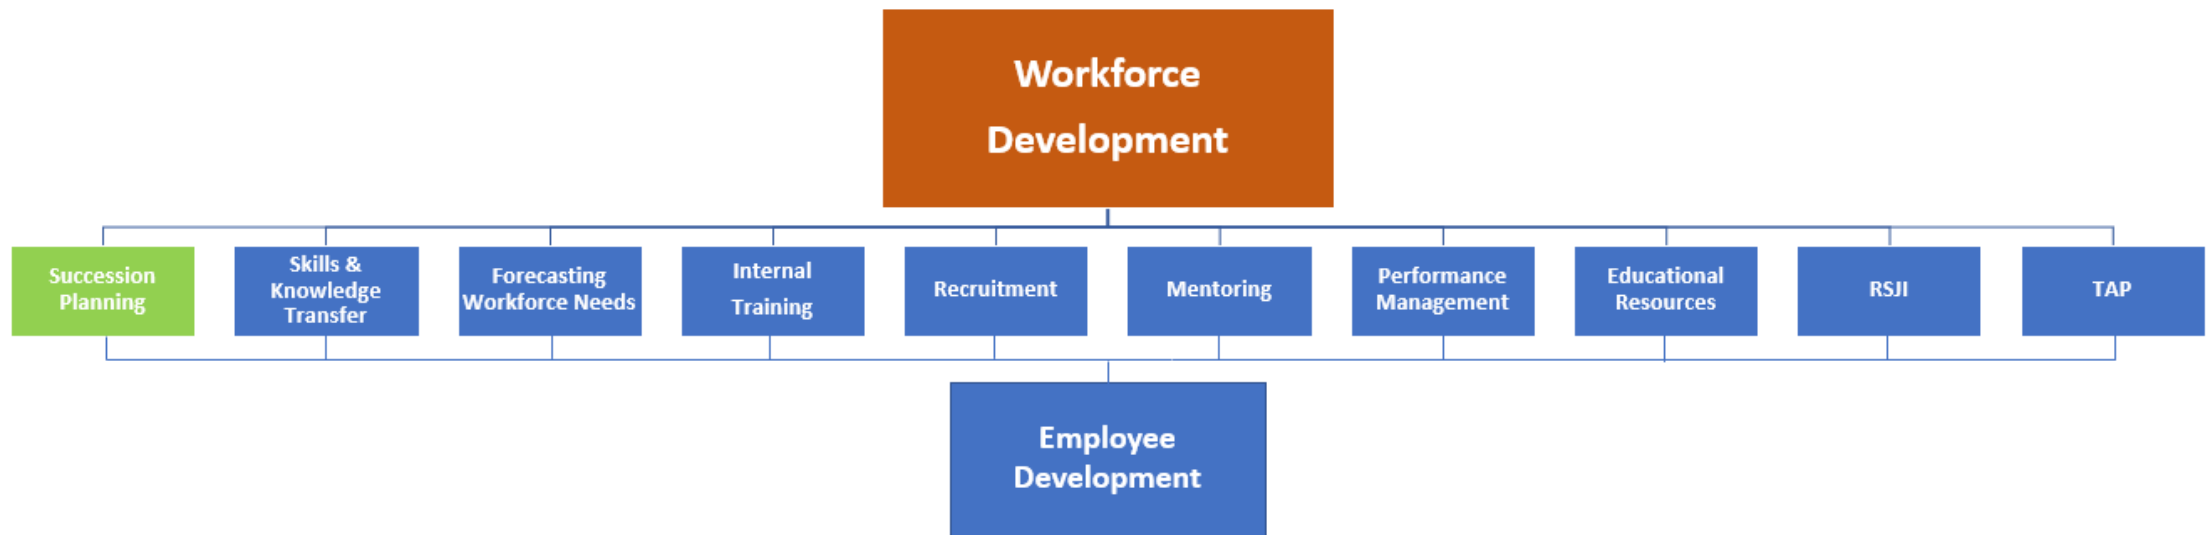 Workforce
Development
Succession
Planning
Skills &
Knowledge
Transfer
Forecasting
Workforce Needs
Internal
Training
Recruitment
Mentoring
Performance
Management
Educational
Resources
RSJI
TAP
Employee
Development